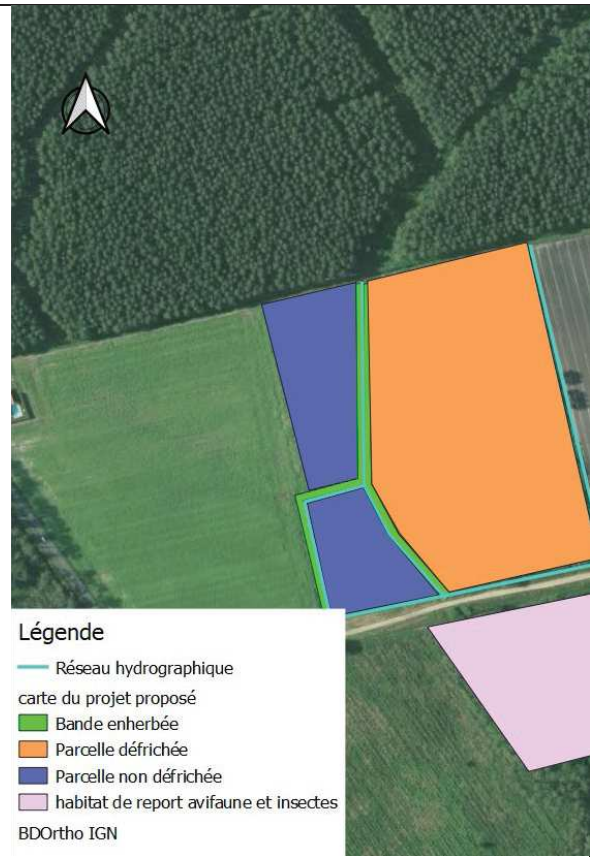 Légende
Réseau hydrographique
carte du projet proposé
Bande enherbée
Parcelle défrichée
Parcelle non défrichée
habitat de report avifaune et insectes
BDOrtho IGN